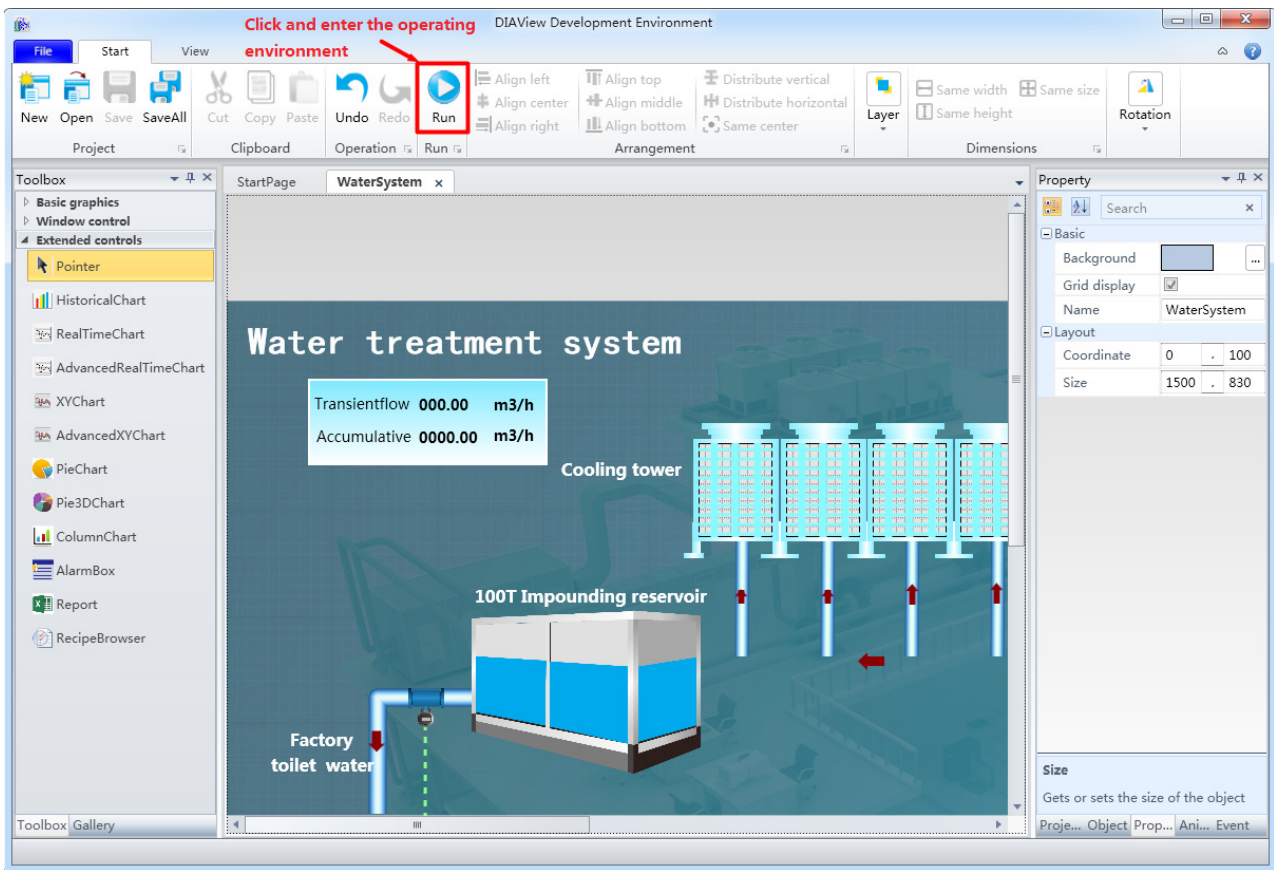 DIAView Development Environment
Click and enter the operating
environment
File Start View
New Open Save SaveAll
Cut Copy Paste
Undo Redo
Run
Align left
Align center
Align right
Align top
Align middle
Align bottom
Distribute vertical
Distribute horizontal
Same center
Layer
Same width
Same height
Same size
Rotation
Project
Clipboard
Operation
Run
Arrangement
Dimensions
Toolbox
Basic graphics
Window control
Extended controls
Pointer
HistoricalChart
RealTimeChart
AdvancedRealTimeChart
XYChart
AdvancedXYChart
PieChart
Pie3DChart
ColumnChart
AlarmBox
Report
RecipeBrowser
Toolbox Gallery
StartPage WaterSystem x
Water treatment system
Transientflow 000.00 m3/h
Accumulative 0000.00 m3/h
Cooling tower
100T Impounding reservoir
Factory
toilet water
Property
Search
Basic
Background ...
Grid display
Name WaterSystem
Layout
Coordinate 0 , 100
Size 1500 , 830
Size
Gets or sets the size of the object
Proje... Object Prop... Ani... Event